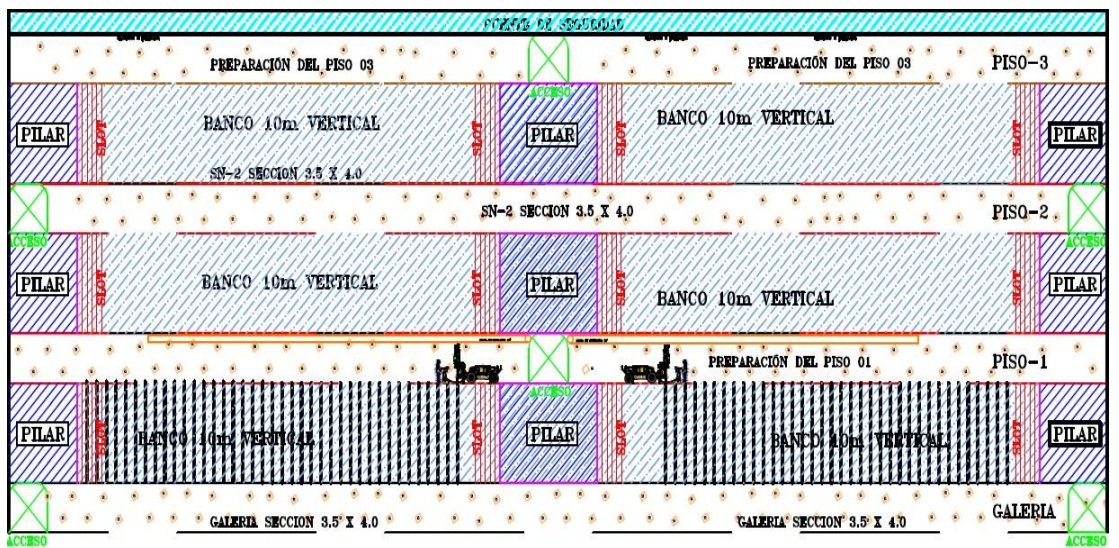 PUENTE DE SEGURIDAD
PREPARACIÓN DEL PISO 03
PREPARACIÓN DEL PISO 03
PISO-3
ACCESO
BANCO 10m VERTICAL
BANCO 10m VERTICAL
PILAR
SLOT
SLOT
PILAR
SLOT
SLOT
PILAR
SN-2 SECCION 3.5 X 4.0
SN-2 SECCION 3.5 X 4.0
PISO-2
ACCESO
ACCESO
PILAR
SLOT
BANCO 10m VERTICAL
SLOT
PILAR
SLOT
BANCO 10m VERTICAL
SLOT
PILAR
PREPARACIÓN DEL PISO 01
PISO-1
ACCESO
PILAR
SLOT
BANCO 10m VERTICAL
SLOT
PILAR
SLOT
BANCO 10m VERTICAL
SLOT
PILAR
GALERIA SECCION 3.5 X 4.0
GALERIA SECCION 3.5 X 4.0
GALERIA
ACCESO
ACCESO